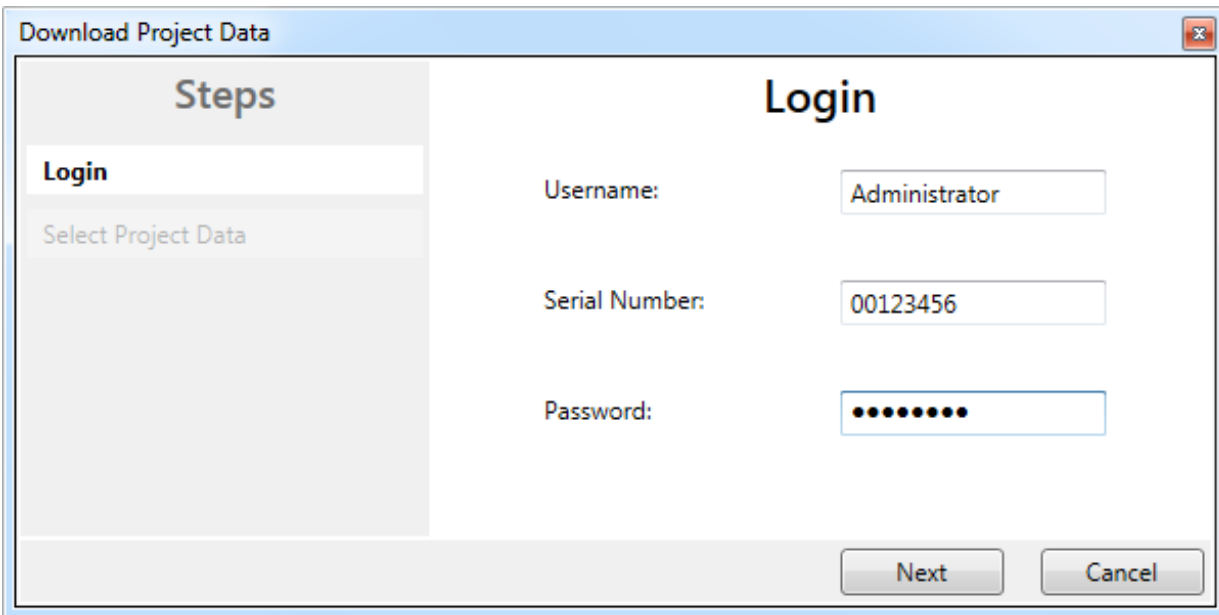 Download Project Data
Steps
Login
Select Project Data
Login
Username:
Administrator
Serial Number:
00123456
Password:
••••••••
Next
Cancel